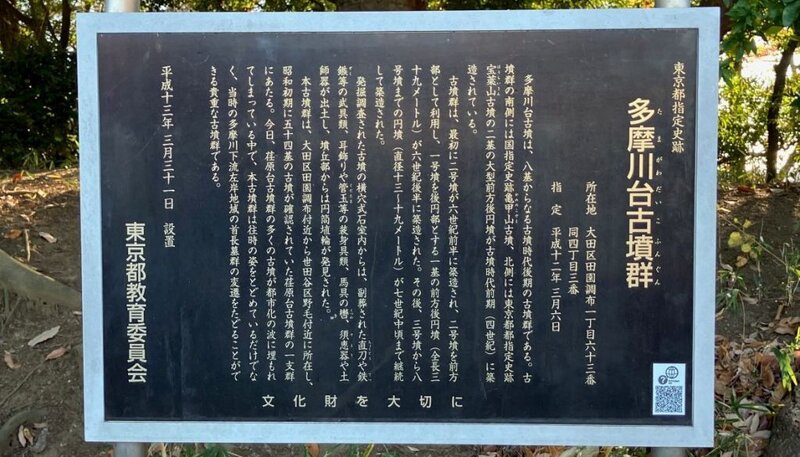 東京都指定史跡
多摩川台古墳群
たまがわだいこふんぐん
所在地 大田区田園調布一丁目六十三番
同四丁目三番
指定 平成十二年三月六日
多摩川台古墳は、八基からなる古墳時代後期の古墳群である。古
墳群の南側には国指定史跡亀甲山古墳、北側には東京都指定史跡
宝萊山古墳の二基の大型前方後円墳が古墳時代前期(四世紀)に築
造されている。
古墳群は、最初に二号墳が六世紀前半に築造され、二号墳を前方
部として利用し、一号墳を後円部とする一基の前方後円墳(全長三
十九メートル)が六世紀後半に築造された。その後、三号墳から八
号墳までの円墳(直径十三~十九メートル)が七世紀中頃まで継続
して築造された。
発掘調査された古墳の横穴式石室内からは、副葬された直刀や鉄
鏃等の武具類、耳飾りや管玉等の装身具類、馬具の轡、須恵器や土
師器が出土し、墳丘部からは円筒埴輪が発見された。
本古墳群は、大田区田園調布付近から世田谷区野毛付近に所在し、
昭和初期に五十四基の古墳が確認されていた荏原台古墳群の一支群
にあたる。今日、荏原台古墳群の多くの古墳が都市化の波に埋もれ
てしまっている中で、本古墳群は往時の姿をとどめているだけでな
く、当時の多摩川下流左岸地域の首長墓群の変遷をたどることがで
きる貴重な古墳群である。
平成十三年三月三十一日 設置
東京都教育委員会
文化財を大切に